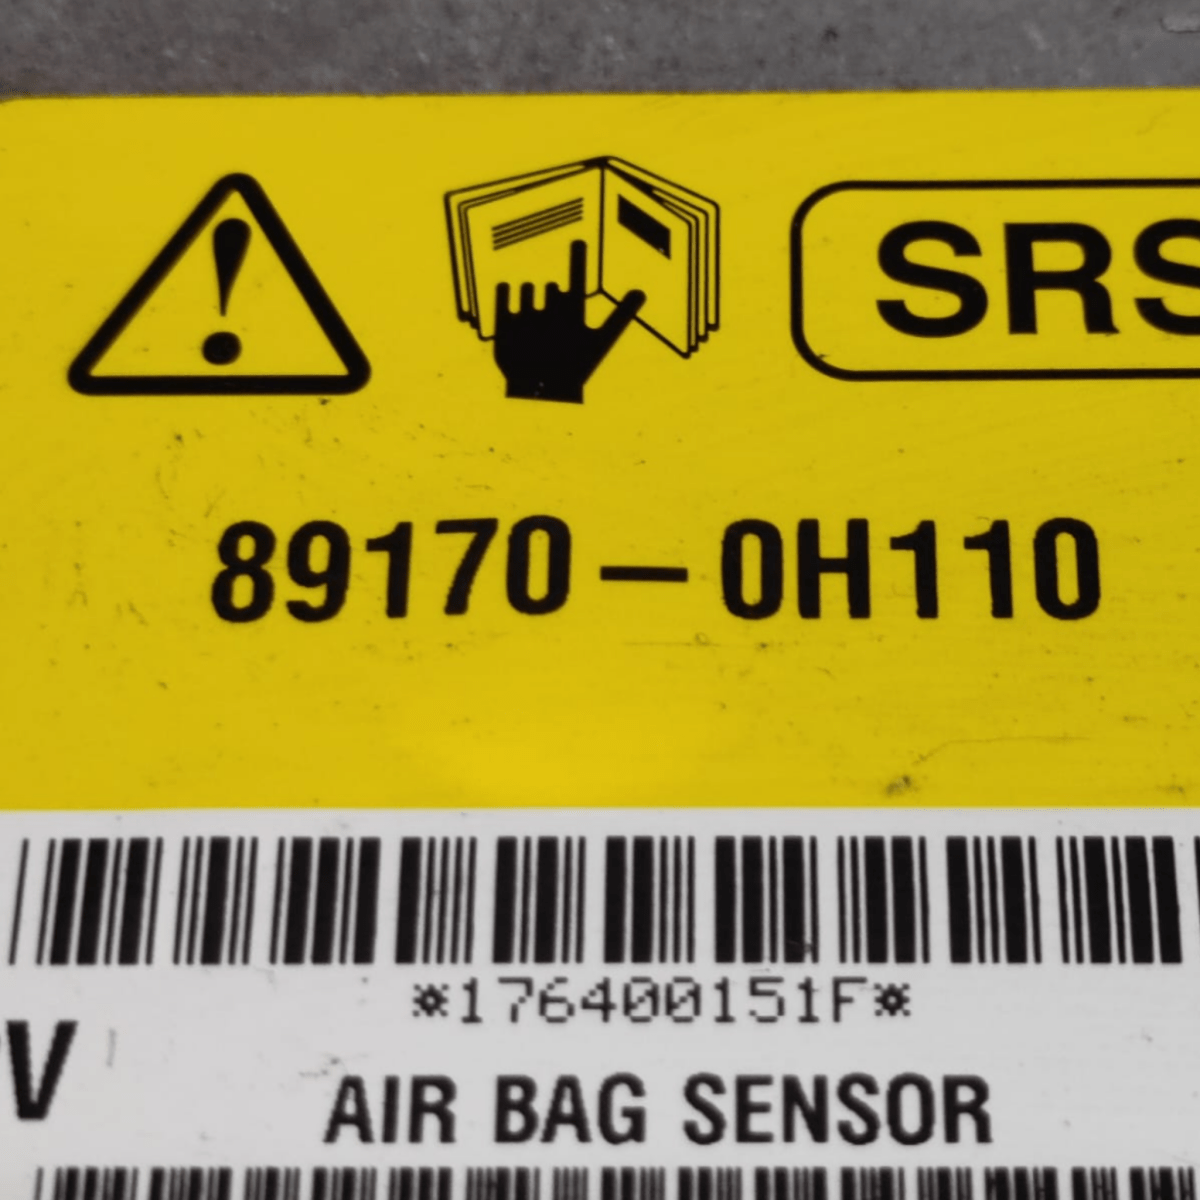 SRS
89170-0H110
*176400151F*
V
AIR BAG SENSOR